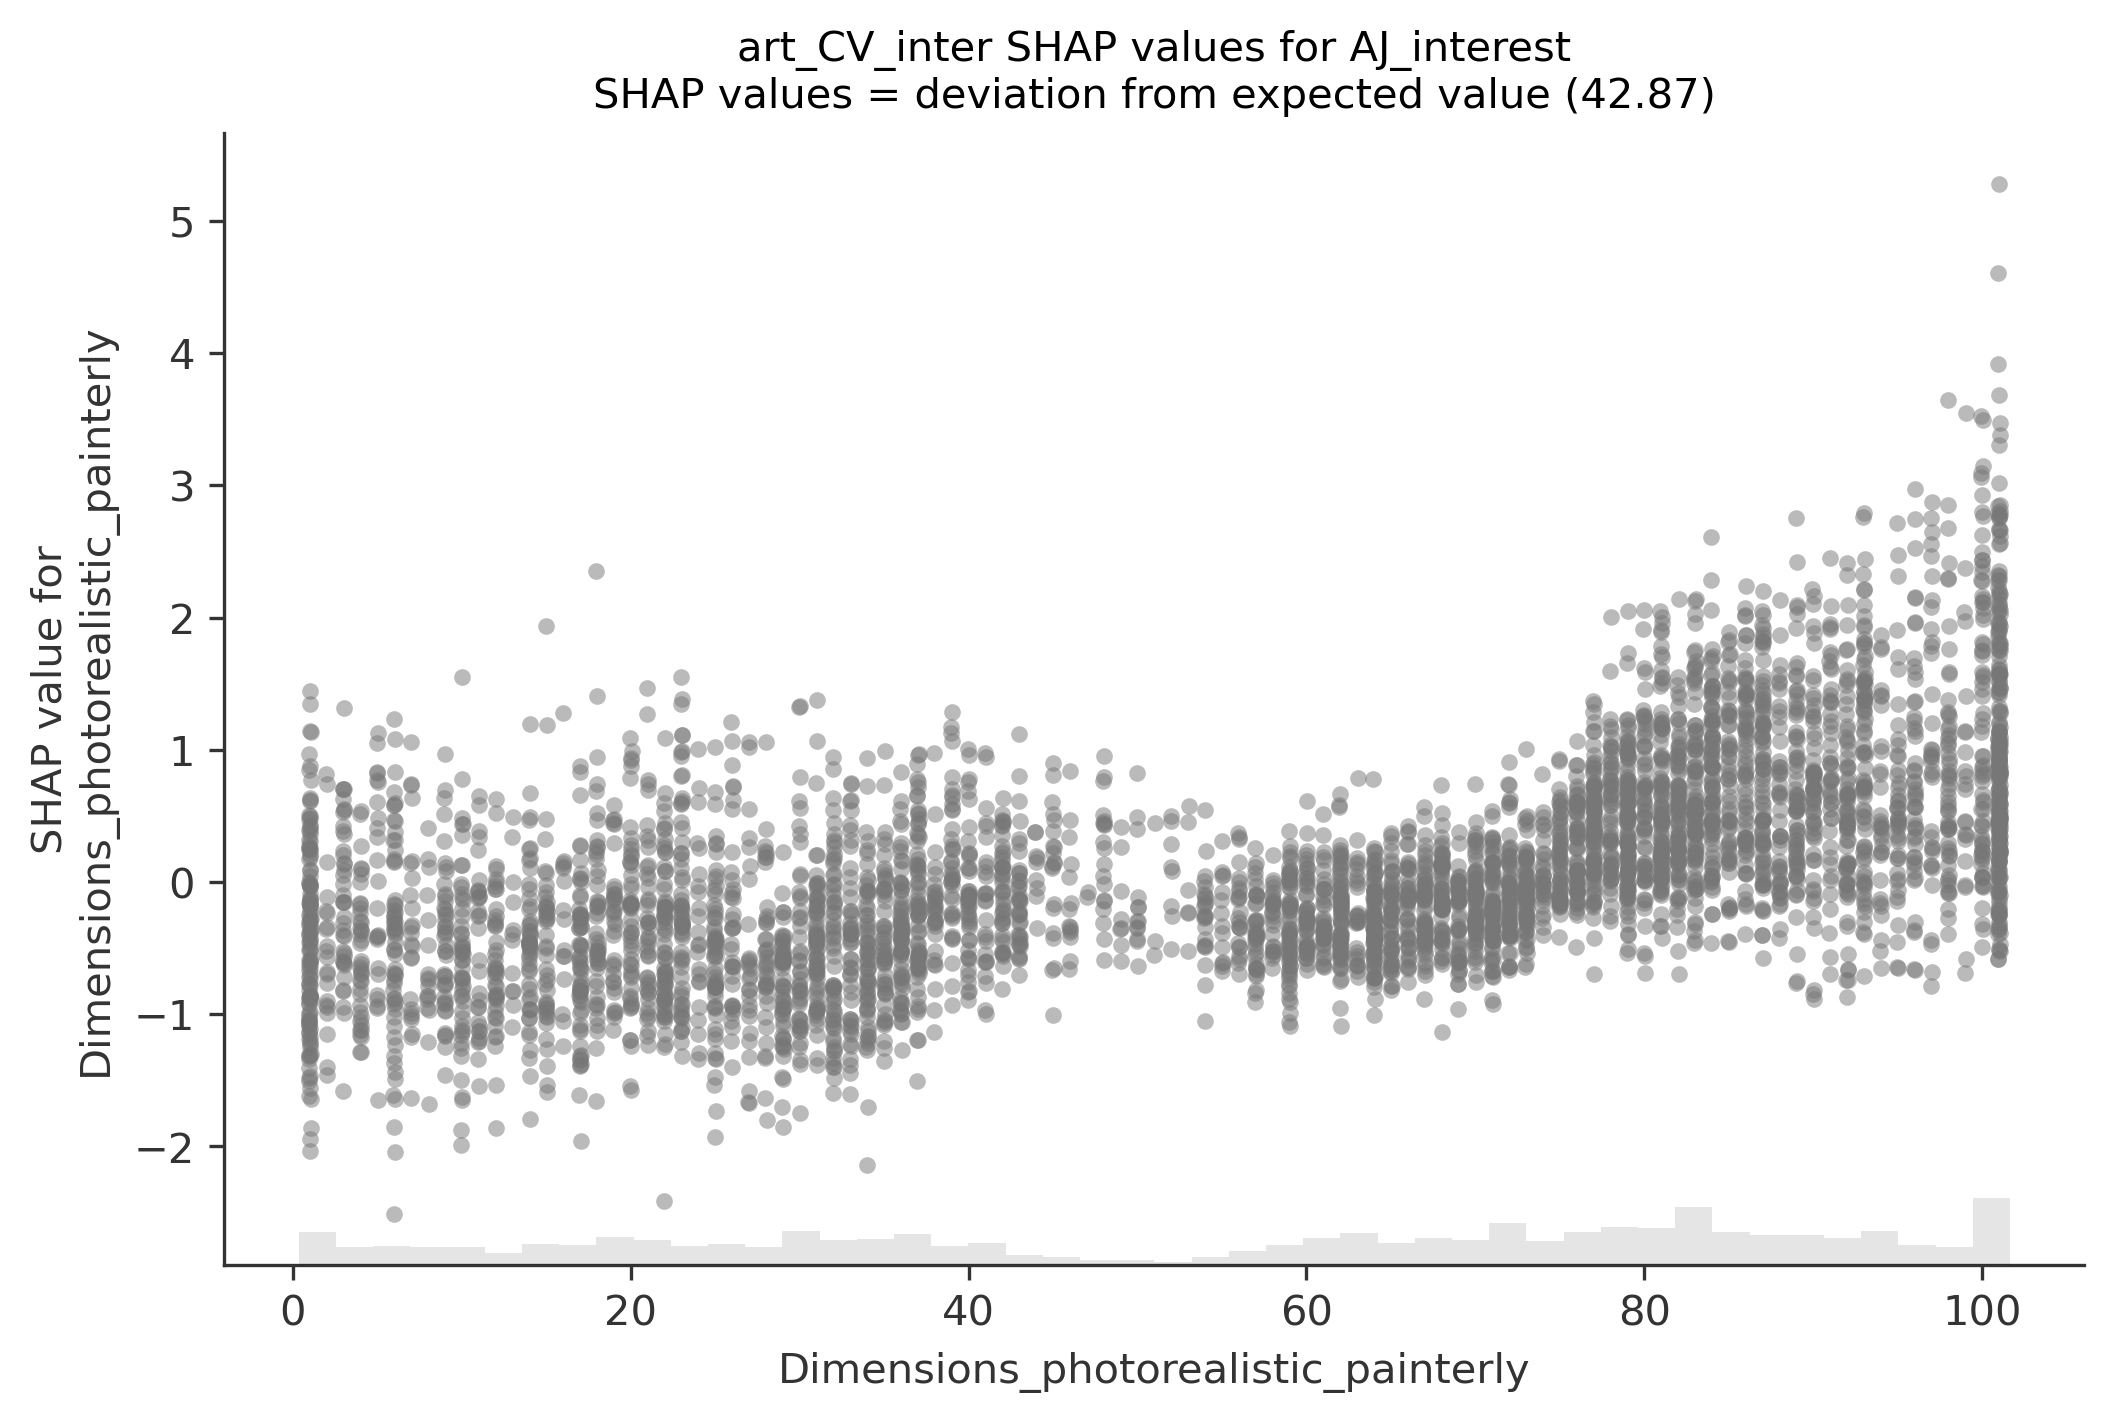 art_CV_inter SHAP values for AJ_interest
SHAP values = deviation from expected value (42.87)
SHAP value for
Dimensions_photorealistic_painterly
5
4
3
2
1
0
−1
−2
0
20
40
60
80
100
Dimensions_photorealistic_painterly